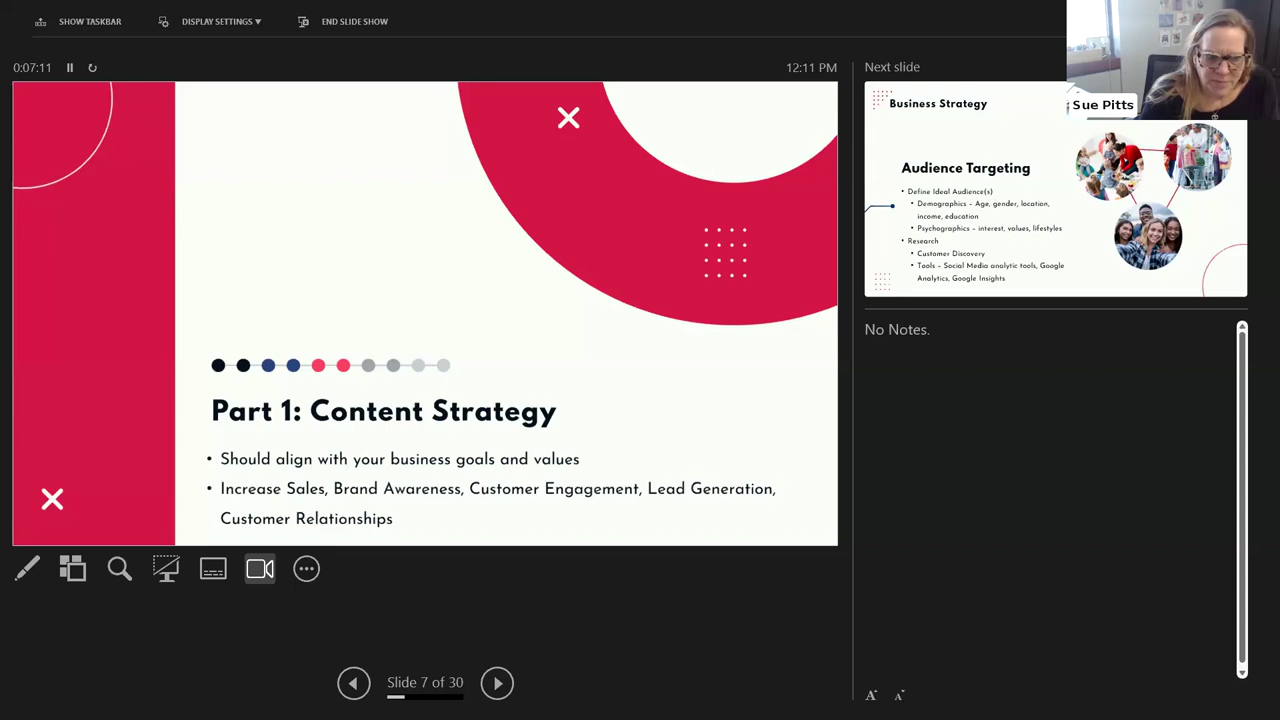 SHOW TASKBAR
DISPLAY SETTINGS ▼
END SLIDE SHOW
0:07:11
12:11 PM
Part 1: Content Strategy
• Should align with your business goals and values
• Increase Sales, Brand Awareness, Customer Engagement, Lead Generation,
Customer Relationships
Slide 7 of 30
Next slide
Sue Pitts
Business Strategy
Audience Targeting
• Define Ideal Audience(s)
• Demographics – Age, gender, location,
income, education
• Psychographics – interest, values, lifestyles
• Research
• Customer Discovery
• Tools – Social Media analytic tools, Google
Analytics, Google Insights
No Notes.
A A